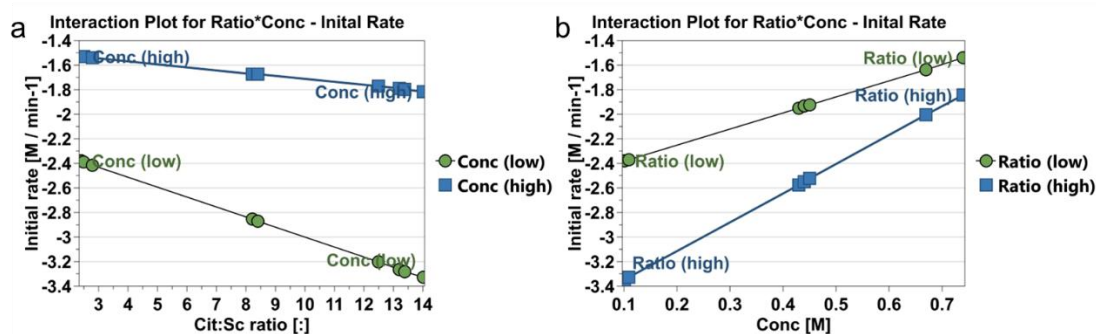 a
Interaction Plot for Ratio*Conc - Inital Rate
Initial rate [M / min-1]
-1.4
-1.6
-1.8
-2
-2.2
-2.4
-2.6
-2.8
-3
-3.2
-3.4
Conc (high)
Conc (high)
Conc (low)
Conc (low)
3 4 5 6 7 8 9 10 11 12 13 14
Cit:Sc ratio [:]
Conc (low)
Conc (high)
b
Interaction Plot for Ratio*Conc - Inital Rate
Initial rate [M / min-1]
-1.4
-1.6
-1.8
-2
-2.2
-2.4
-2.6
-2.8
-3
-3.2
-3.4
Ratio (low)
Ratio (high)
Ratio (low)
Ratio (high)
0.1 0.2 0.3 0.4 0.5 0.6 0.7
Conc [M]
Ratio (low)
Ratio (high)